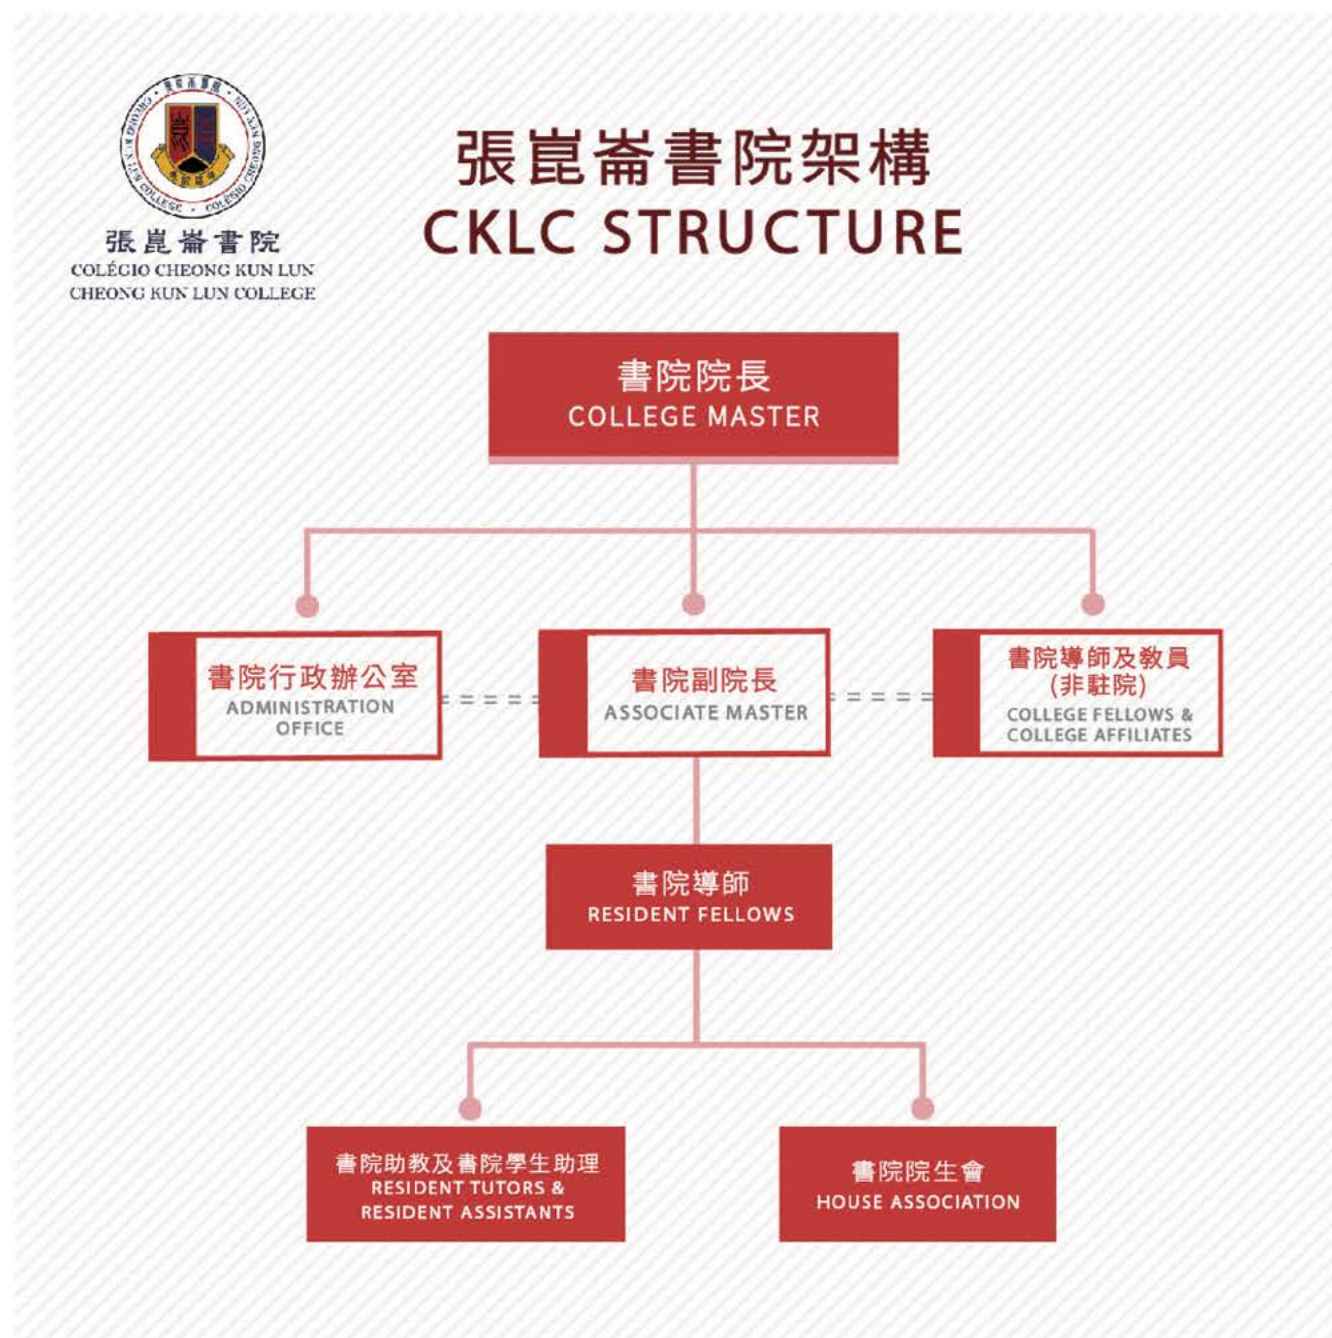 張崑崙書院
COLÉGIO CHEONG KUN LUN
CHEONG KUN LUN COLLEGE
張崑崙書院架構
CKLC STRUCTURE
書院院長
COLLEGE MASTER
書院行政辦公室
ADMINISTRATION
OFFICE
書院副院長
ASSOCIATE MASTER
書院導師及教員
(非駐院)
COLLEGE FELLOWS &
COLLEGE AFFILIATES
書院導師
RESIDENT FELLOWS
書院助教及書院學生助理
RESIDENT TUTORS &
RESIDENT ASSISTANTS
書院院生會
HOUSE ASSOCIATION